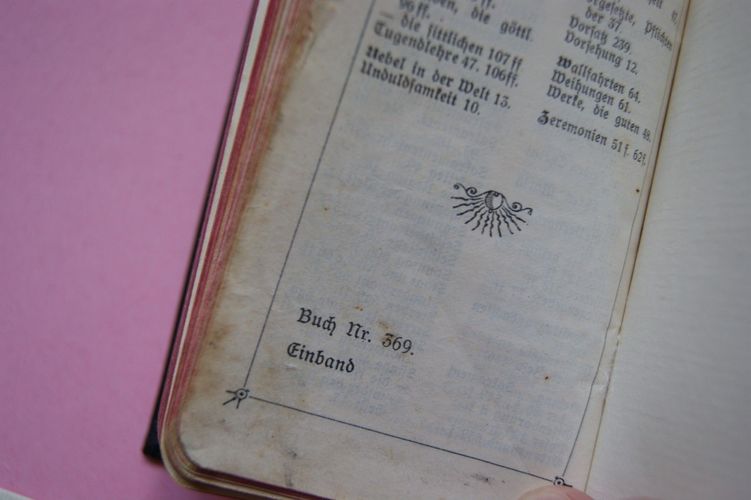 96ff.
— die sittlichen 107ff
Tugendlehre 47. 106ff.
Uebel in der Welt 13.
Unduldsamkeit 10.
der 37.
Vorsatz 239.
Vorsehung 12.
Wallfahrten 64.
Weihungen 61.
Werke, die guten 48.
Zeremonien 51f. 62f.
Buch Nr. 369.
Einband